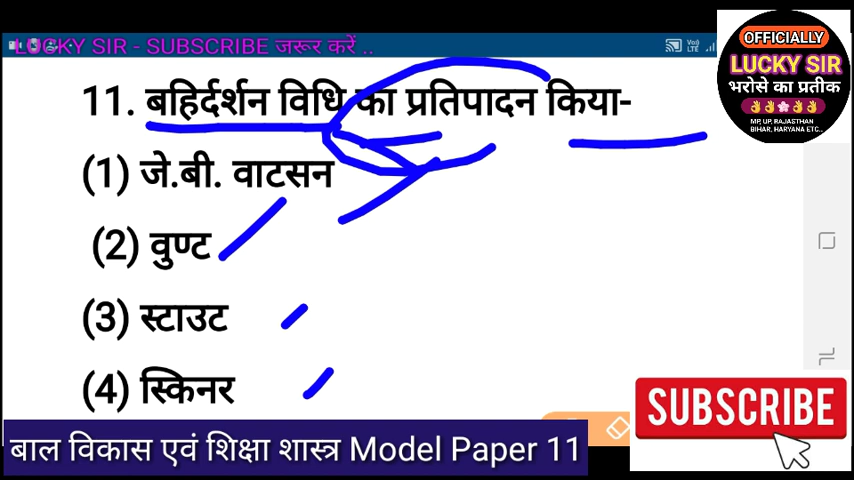 LUCKY SIR - SUBSCRIBE जरूर करें ..
OFFICIALLY
LUCKY SIR
भरोसे का प्रतीक
MP, UP, RAJASTHAN
BIHAR, HARYANA ETC..
11. बहिर्दर्शन विधि का प्रतिपादन किया-
(1) जे.बी. वाटसन
(2) वुण्ट
(3) स्टाउट
(4) स्किनर
SUBSCRIBE
बाल विकास एवं शिक्षा शास्त्र Model Paper 11